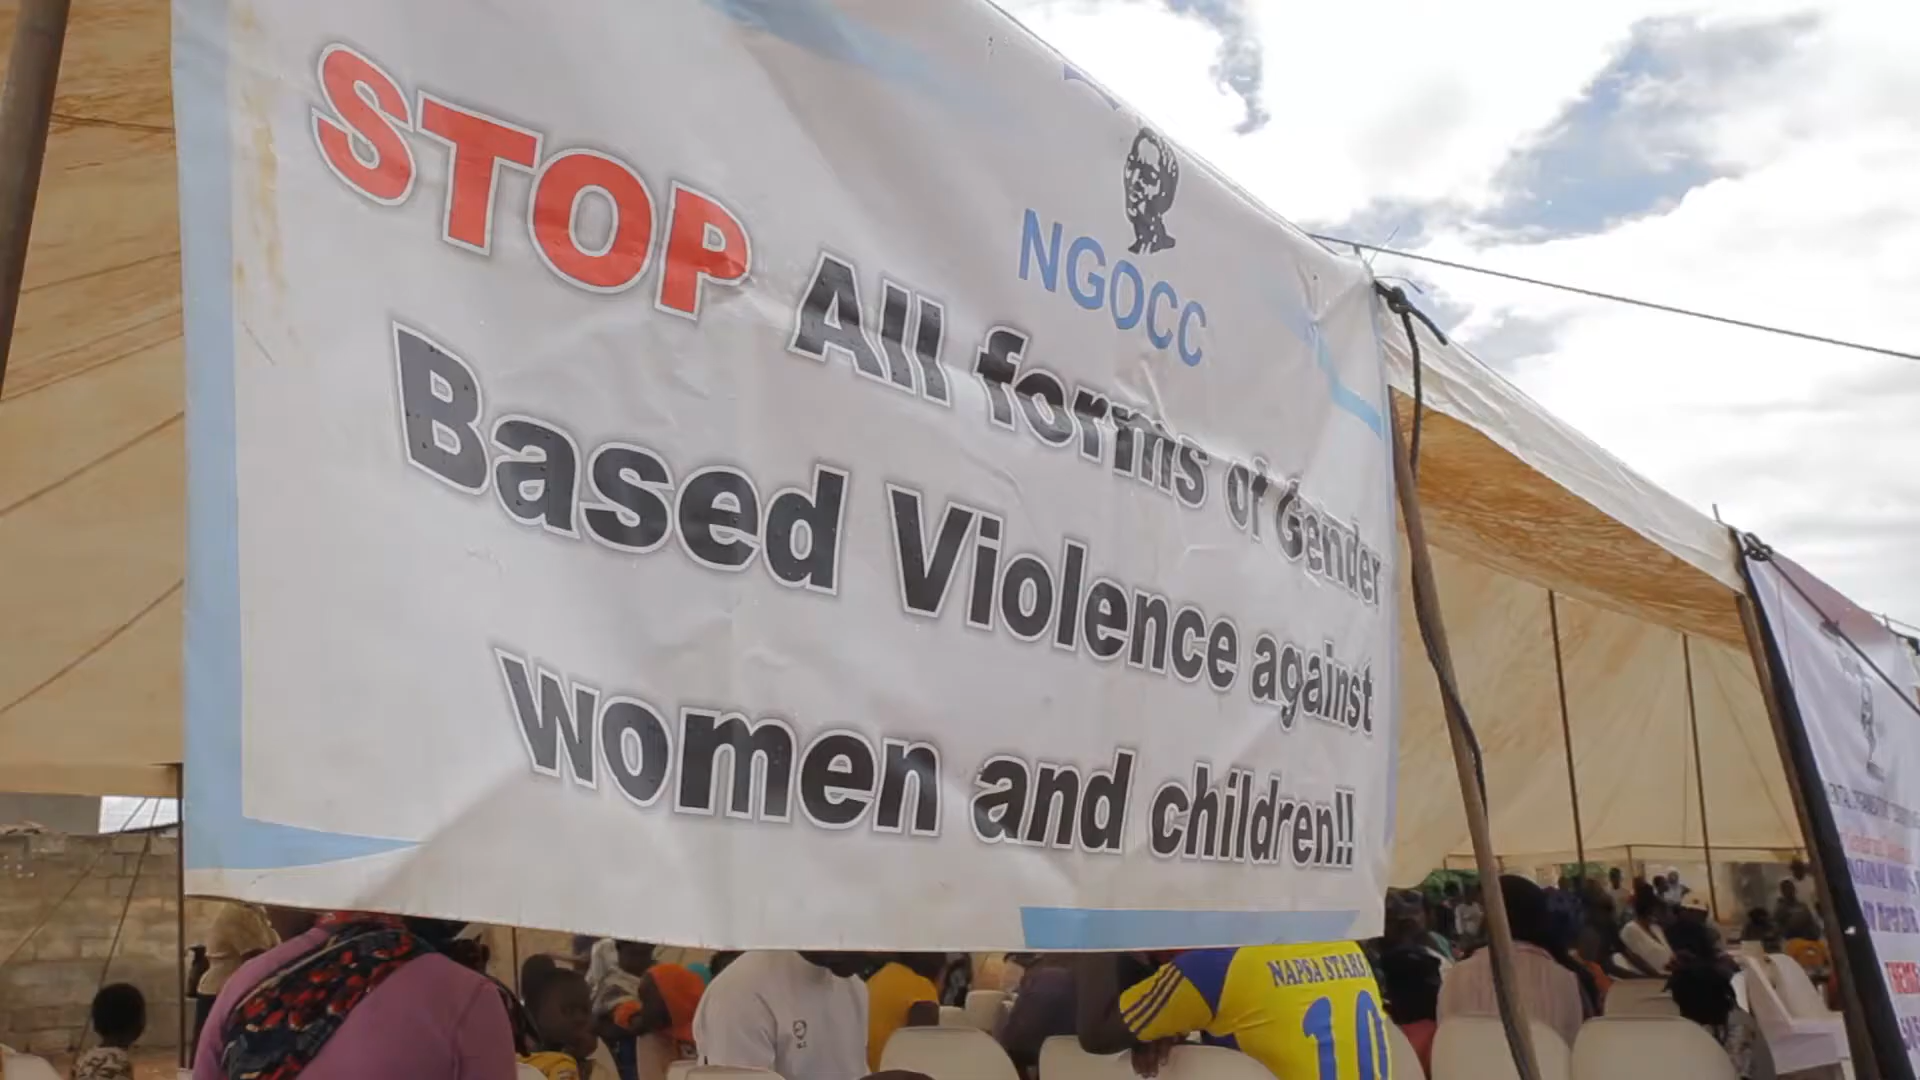 NGOCC
STOP All forms of Gender
Based Violence against
women and children!!
NAPSA STARS
10